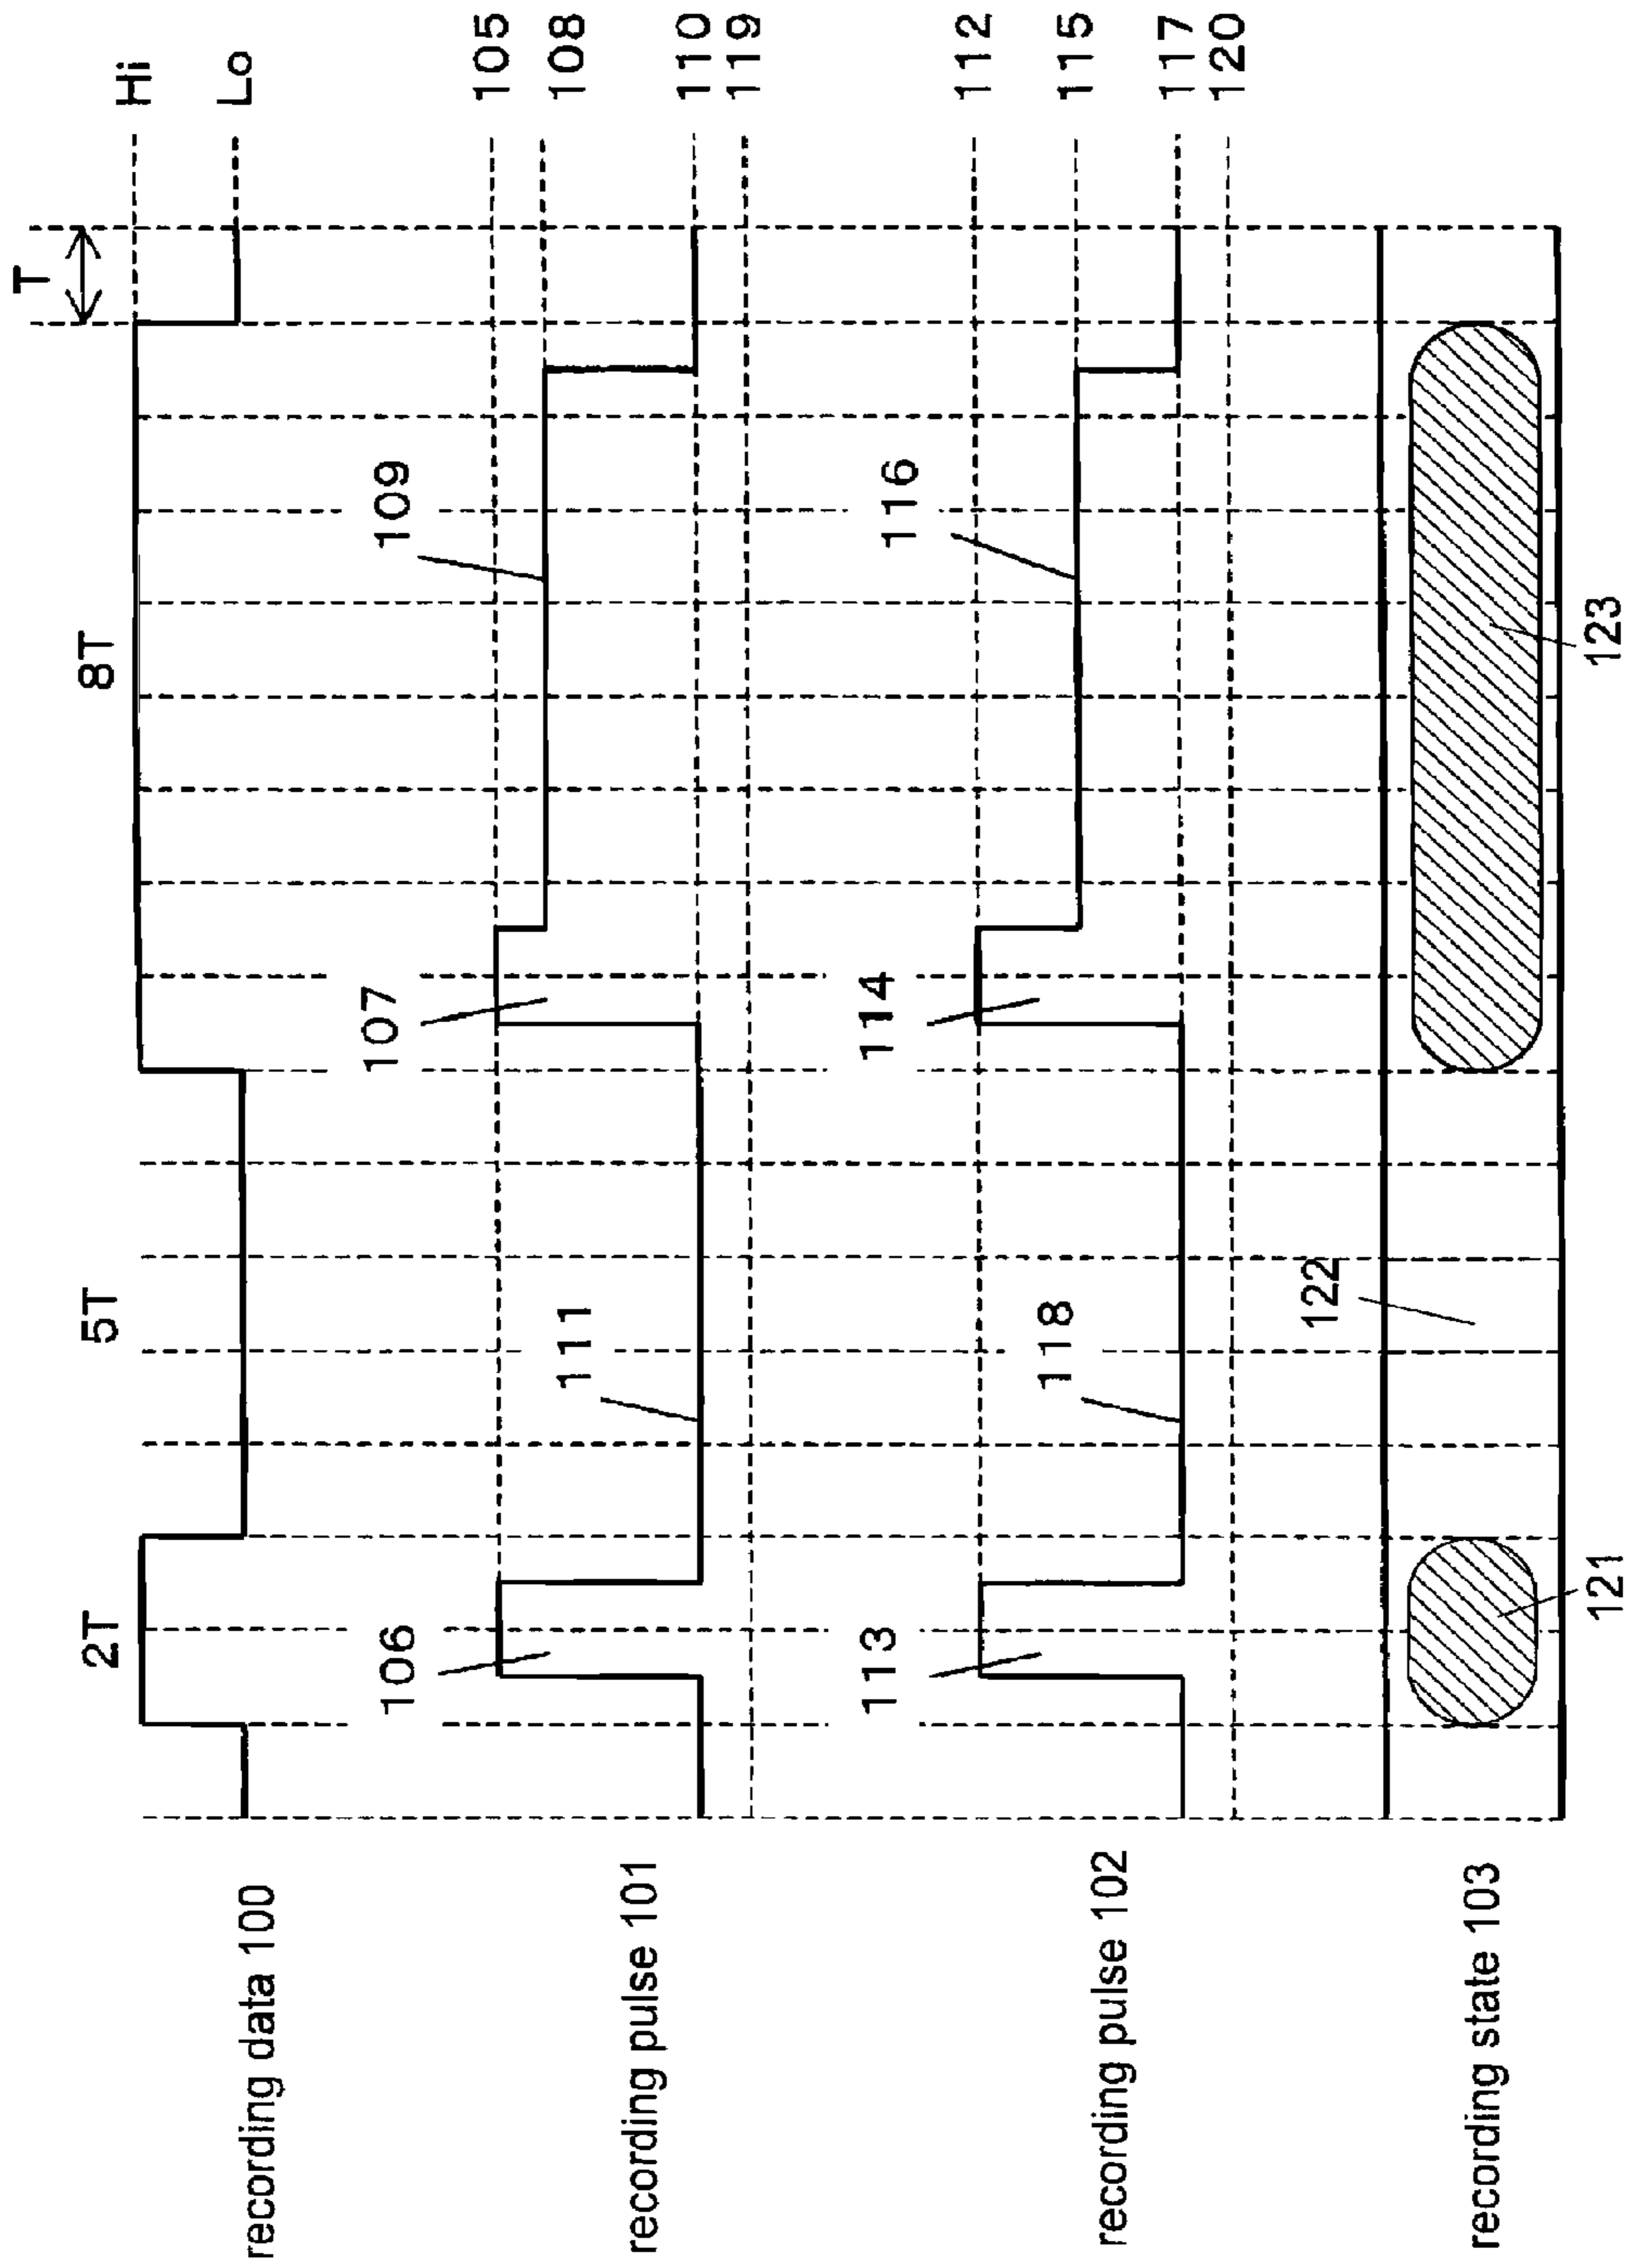 T
2T
5T
8T
Hi
Lo
recording data 100
105
106
107
109
108
111
110
119
recording pulse 101
112
113
114
116
115
118
117
120
recording pulse 102
122
recording state 103
121
123